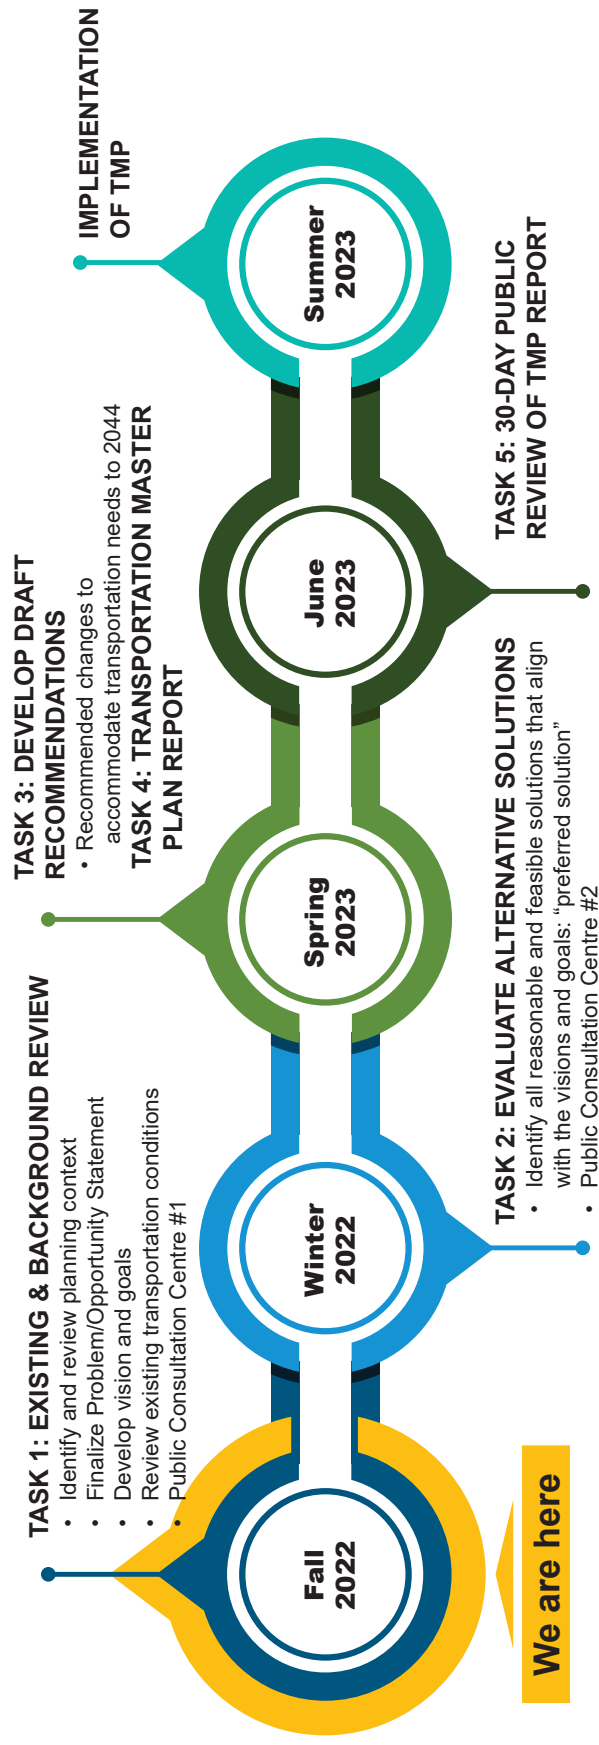 TASK 1: EXISTING & BACKGROUND REVIEW
• Identify and review planning context
• Finalize Problem/Opportunity Statement
• Develop vision and goals
• Review existing transportation conditions
• Public Consultation Centre #1
TASK 3: DEVELOP DRAFT
RECOMMENDATIONS
• Recommended changes to
accommodate transportation needs to 2044
TASK 4: TRANSPORTATION MASTER
PLAN REPORT
IMPLEMENTATION
OF TMP
Fall
2022
Winter
2022
Spring
2023
June
2023
Summer
2023
We are here
TASK 2: EVALUATE ALTERNATIVE SOLUTIONS
• Identify all reasonable and feasible solutions that align
with the visions and goals: “preferred solution”
• Public Consultation Centre #2
TASK 5: 30-DAY PUBLIC
REVIEW OF TMP REPORT